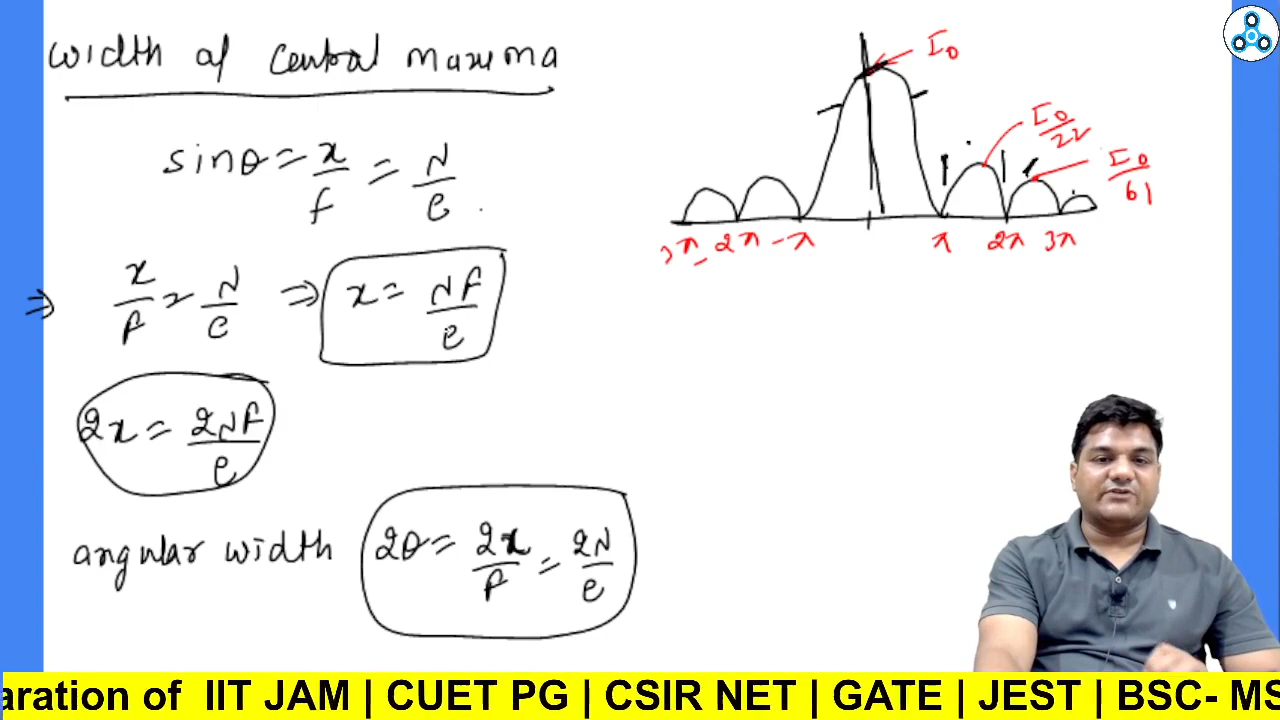 width of central maxima
sinθ = x/f = λ/e
⇒ x/f = λ/e ⇒ x = λf/e
2x = 2λf/e
angular width 2θ = 2x/f = 2λ/e
I0
I0/22
I0/61
3π 2π -π π 2π 3π
aration of IIT JAM | CUET PG | CSIR NET | GATE | JEST | BSC- MS